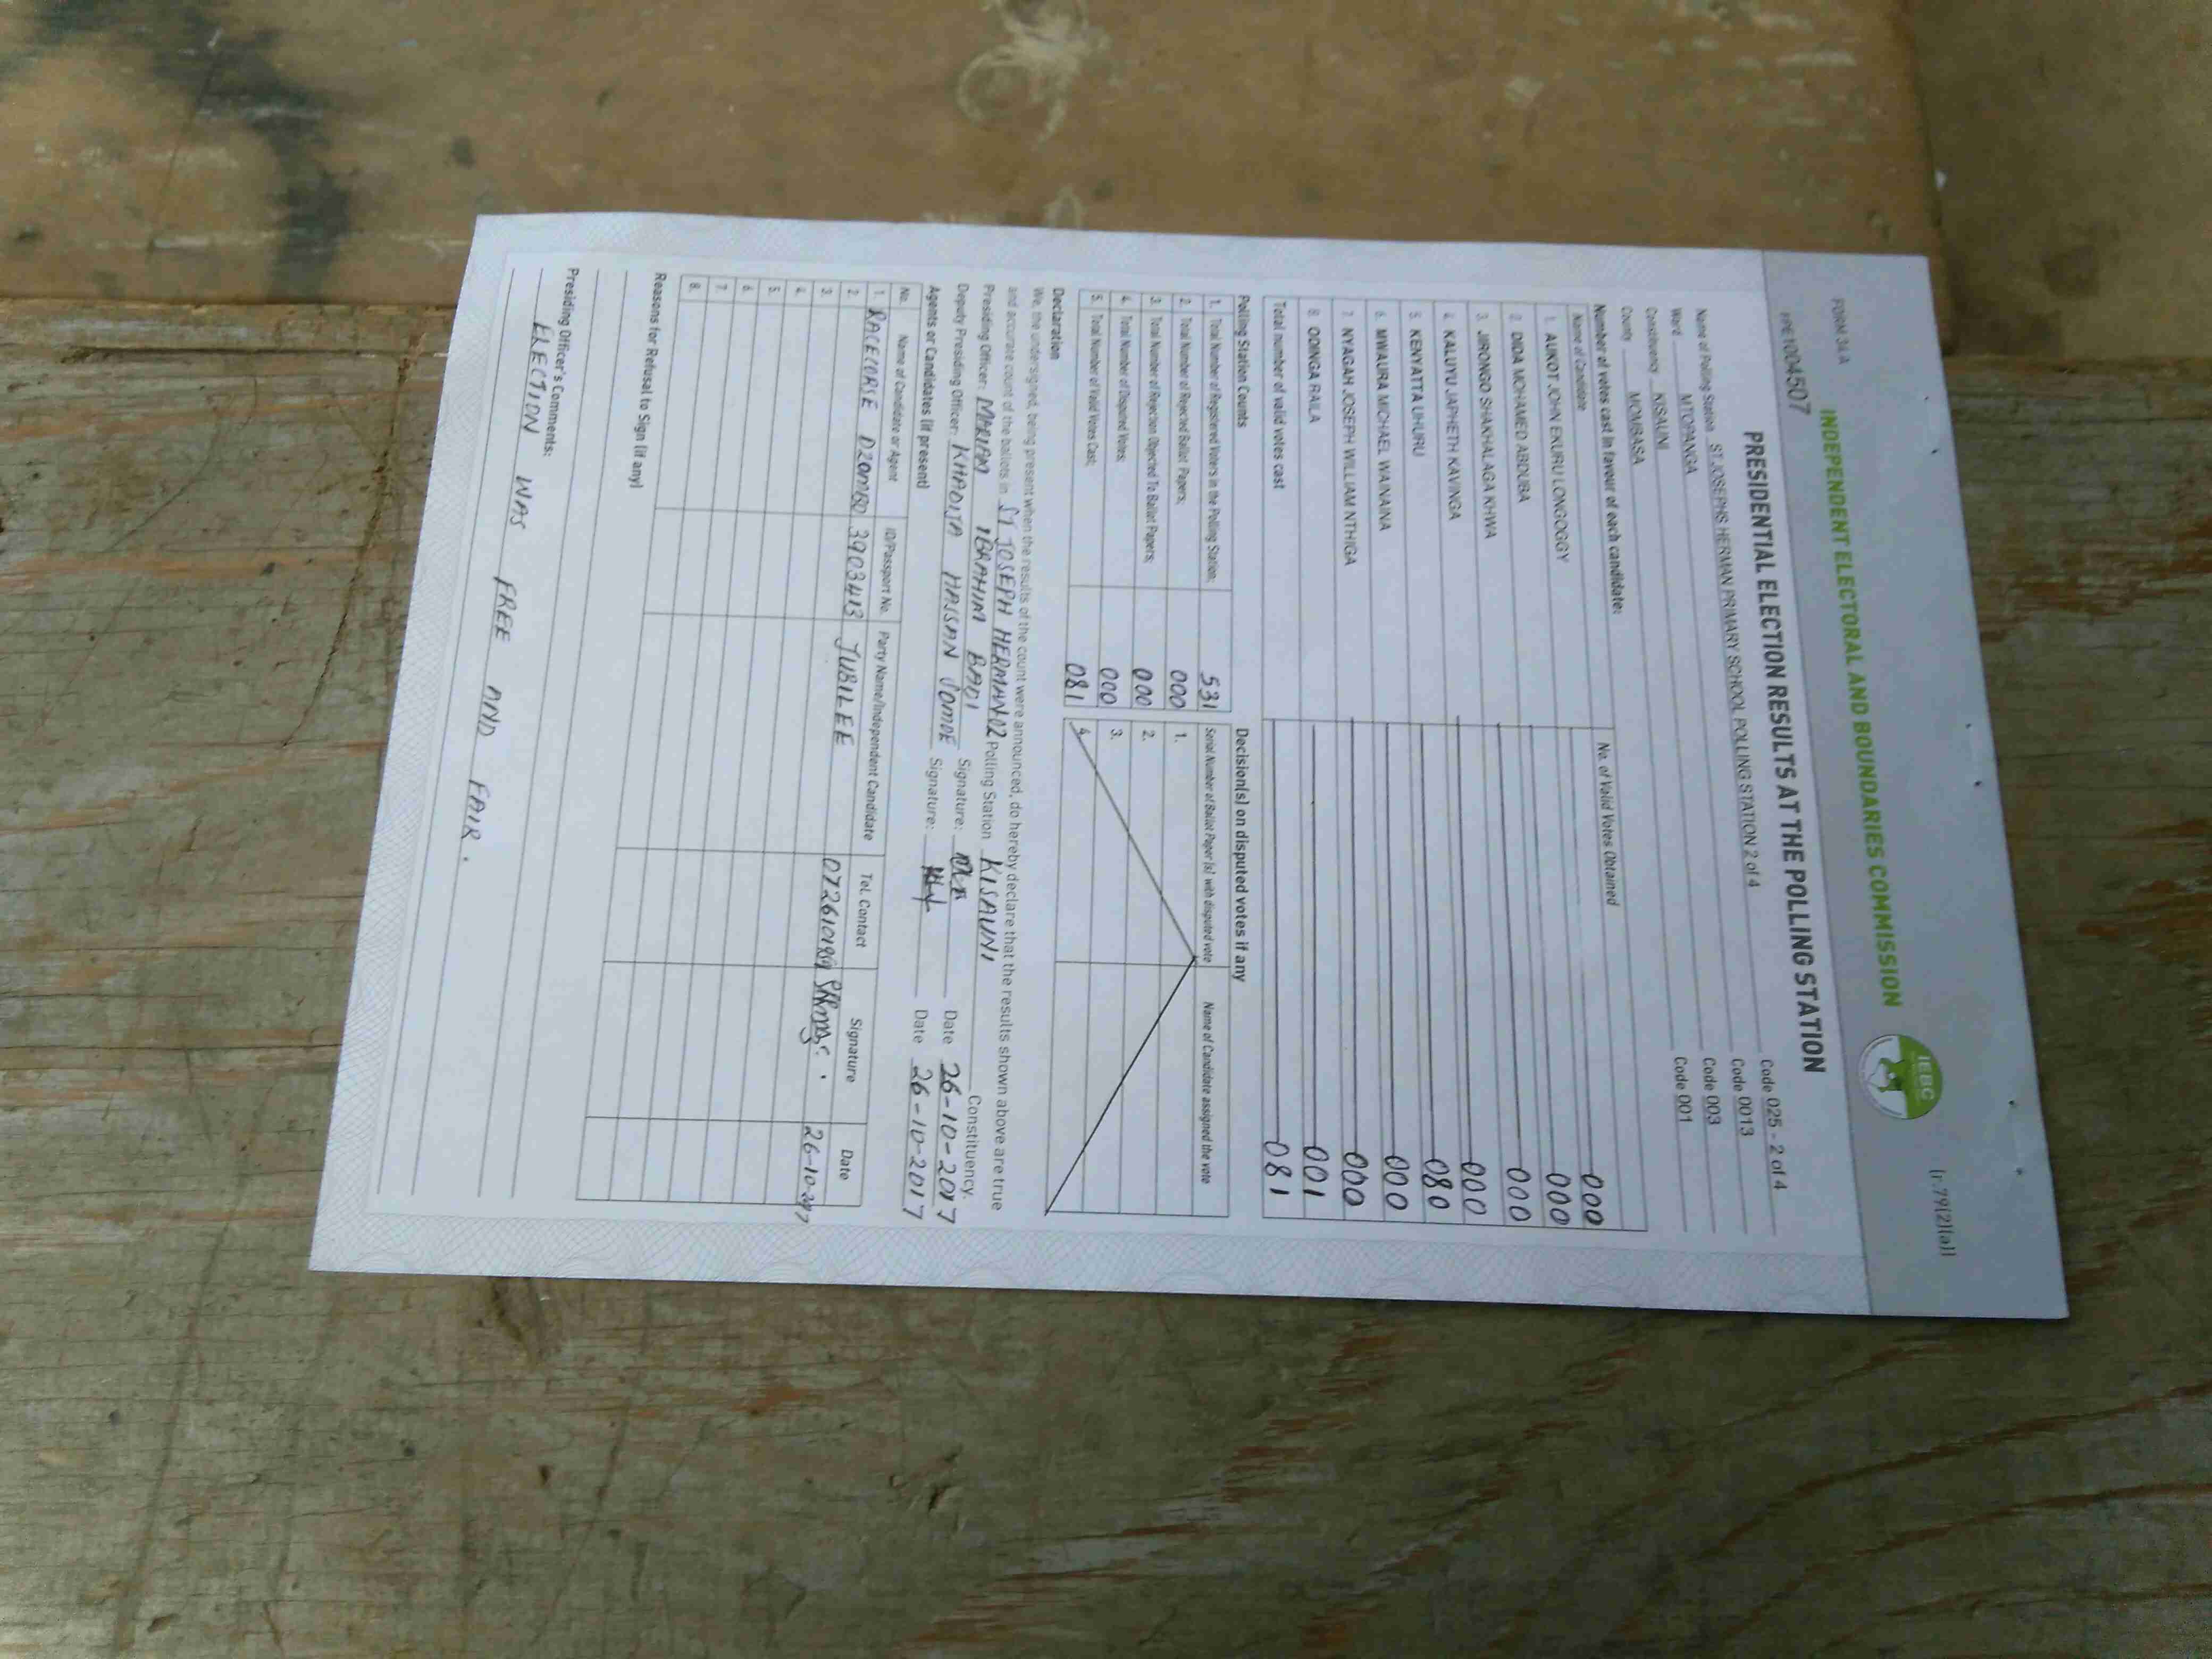 FORM 34 A
(r.79(2)(a))
INDEPENDENT ELECTORAL AND BOUNDARIES COMMISSION
IEBC
PRESIDENTIAL ELECTION RESULTS AT THE POLLING STATION
Name of Polling Station ST JOSEPHS HERMAN PRIMARY SCHOOL POLLING STATION 2 of 4 Code 025 - 2 of 4
Ward MTOPANGA Code 0013
Constituency KISAUNI Code 003
County MOMBASA Code 001
Number of votes cast in favour of each candidate:
Name of Candidate No. of Valid Votes Obtained
1. AUKOT JOHN EKURU LONGOGGY 000
2. DIDA MOHAMED ABDUBA 000
3. JIRONGO SHAKHALAGA KHWA 000
4. KALUYU JAPHETH KAVINGA 000
5. KENYATTA UHURU 080
6. MWAURA MICHAEL WAINAINA 000
7. NYAGAH JOSEPH WILLIAM NTHIGA 000
8. ODINGA RAILA 001
Total number of valid votes cast 081
Polling Station Counts
1. Total Number of Registered Voters in the Polling Station; 531
2. Total Number of Rejected Ballot Papers; 000
3. Total Number of Rejection Objected To Ballot Papers; 000
4. Total Number of Disputed Votes; 000
5. Total Number of Valid Votes Cast; 081
Decision(s) on disputed votes if any
Serial Number of Ballot Paper (s) with disputed vote Name of Candidate assigned the vote
1.
2.
3.
4.
Declaration
We, the undersigned, being present when the results of the count were announced, do hereby declare that the results shown above are true
and accurate count of the ballots in ST JOSEPH HERMAN 02 Polling Station KISAUNI Constituency.
Presiding Officer: MARIAM IBRAHIM BADI Signature: Date 26-10-2017
Deputy Presiding Officer: KHADIJA HASSAN Signature: Date 26-10-2017
Agents or Candidates (if present)
No. Name of Candidate or Agent ID/Passport No. Party Name/Independent Candidate Tel. Contact Signature Date
1. DZOMBO 3903413 JUBILEE 26-10-2017
2.
3.
4.
5.
6.
7.
8.
Reasons for Refusal to Sign (if any)
Presiding Officer's Comments:
ELECTION WAS FREE AND FAIR.